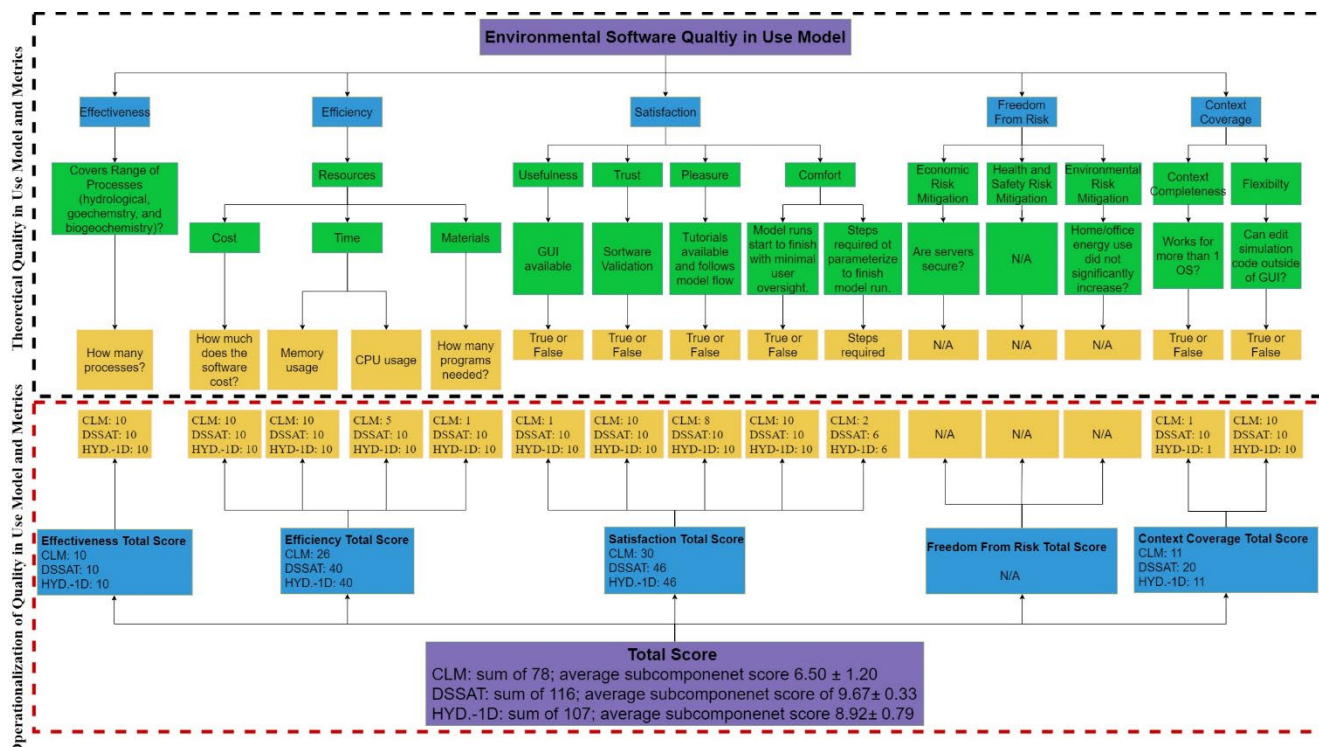 Environmental Software Qualtiy in Use Model
Theoretical Quality in Use Model and Metrics
Effectiveness
Efficiency
Satisfaction
Freedom
From Risk
Context
Coverage
Covers Range of
Processes
(hydrological,
goechemstry, and
biogeochemistry)?
Resources
Usefulness
Trust
Pleasure
Comfort
Economic
Risk
Mitigation
Health and
Safety Risk
Mitigation
Environmental
Risk
Mitigation
Context
Completeness
Flexibilty
Cost
Time
Materials
GUI
available
Sortware
Validation
Tutorials
available
and follows
model flow
Model runs
start to finish
with minimal
user
oversight.
Steps
required ot
parameterize
to finish
model run.
Are servers
secure?
N/A
Home/office
energy use
did not
significantly
increase?
Works for
more than 1
OS?
Can edit
simulation
code outside
of GUI?
How many
processes?
How much
does the
software
cost?
Memory
usage
CPU usage
How many
programs
needed?
True or
False
True or
False
True or
False
True or
False
Steps
required
N/A
N/A
N/A
True or
False
True or
False
Operationalization of Quality in Use Model and Metrics
CLM: 10
DSSAT: 10
HYD.-1D: 10
CLM: 10
DSSAT: 10
HYD.-1D: 10
CLM: 10
DSSAT: 10
HYD-1D: 10
CLM: 5
DSSAT: 10
HYD-1D: 10
CLM: 1
DSSAT: 10
HYD-1D: 10
CLM: 1
DSSAT: 10
HYD-1D: 10
CLM: 10
DSSAT: 10
HYD-1D: 10
CLM: 8
DSSAT:10
HYD-1D: 10
CLM: 10
DSSAT: 10
HYD-1D: 10
CLM: 2
DSSAT: 6
HYD-1D: 6
N/A
N/A
N/A
CLM: 1
DSSAT: 10
HYD-1D: 1
CLM: 10
DSSAT: 10
HYD-1D: 10
Effectiveness Total Score
CLM: 10
DSSAT: 10
HYD.-1D: 10
Efficiency Total Score
CLM: 26
DSSAT: 40
HYD.-1D: 40
Satisfaction Total Score
CLM: 30
DSSAT: 46
HYD.-1D: 46
Freedom From Risk Total Score
N/A
Context Coverage Total Score
CLM: 11
DSSAT: 20
HYD.-1D: 11
Total Score
CLM: sum of 78; average subcomponenet score 6.50 ± 1.20
DSSAT: sum of 116; average subcomponenet score of 9.67± 0.33
HYD.-1D: sum of 107; average subcomponenet score 8.92± 0.79